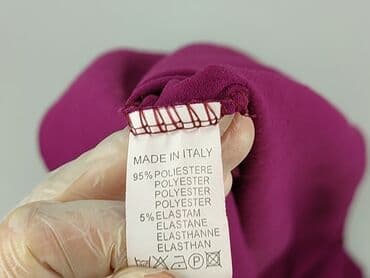 MADE IN ITALY
95% POLIESTERE
POLYESTER
POLYESTER
POLYESTER
5% ELASTAM
ELASTANE
ELASTHANNE
ELASTHAN